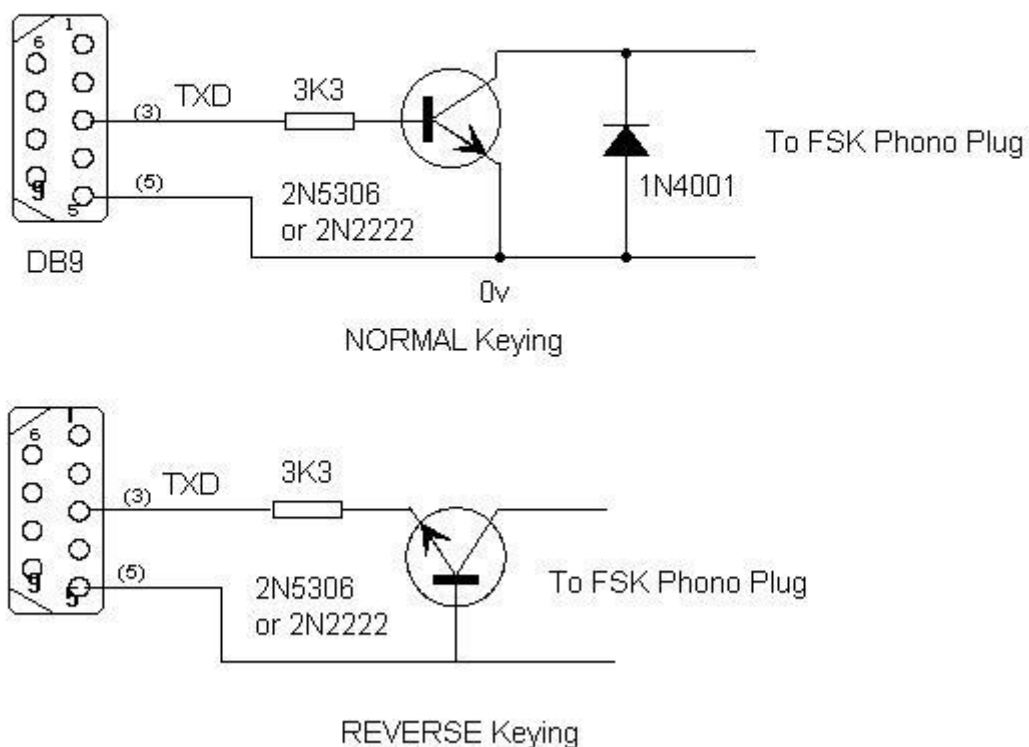 1
6
(3)
TXD
3K3
To FSK Phono Plug
1N4001
(5)
9
5
2N5306
or 2N2222
DB9
0v
NORMAL Keying
1
6
(3)
TXD
3K3
(5)
9
5
2N5306
or 2N2222
To FSK Phono Plug
REVERSE Keying